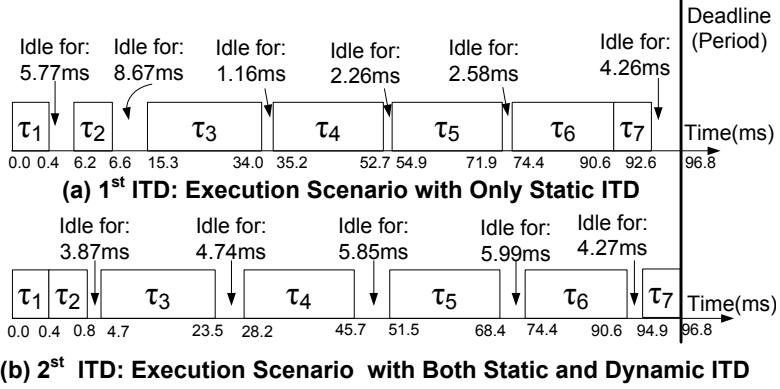 Deadline
(Period)
Idle for: Idle for: Idle for: Idle for: Idle for: Idle for:
5.77ms 8.67ms 1.16ms 2.26ms 2.58ms 4.26ms
τ1 τ2 τ3 τ4 τ5 τ6 τ7 Time(ms)
0.0 0.4 6.2 6.6 15.3 34.0 35.2 52.7 54.9 71.9 74.4 90.6 92.6 96.8
(a) 1st ITD: Execution Scenario with Only Static ITD
Idle for: Idle for: Idle for: Idle for: Idle for:
3.87ms 4.74ms 5.85ms 5.99ms 4.27ms
τ1 τ2 τ3 τ4 τ5 τ6 τ7 Time(ms)
0.0 0.4 0.8 4.7 23.5 28.2 45.7 51.5 68.4 74.4 90.6 94.9 96.8
(b) 2st ITD: Execution Scenario with Both Static and Dynamic ITD